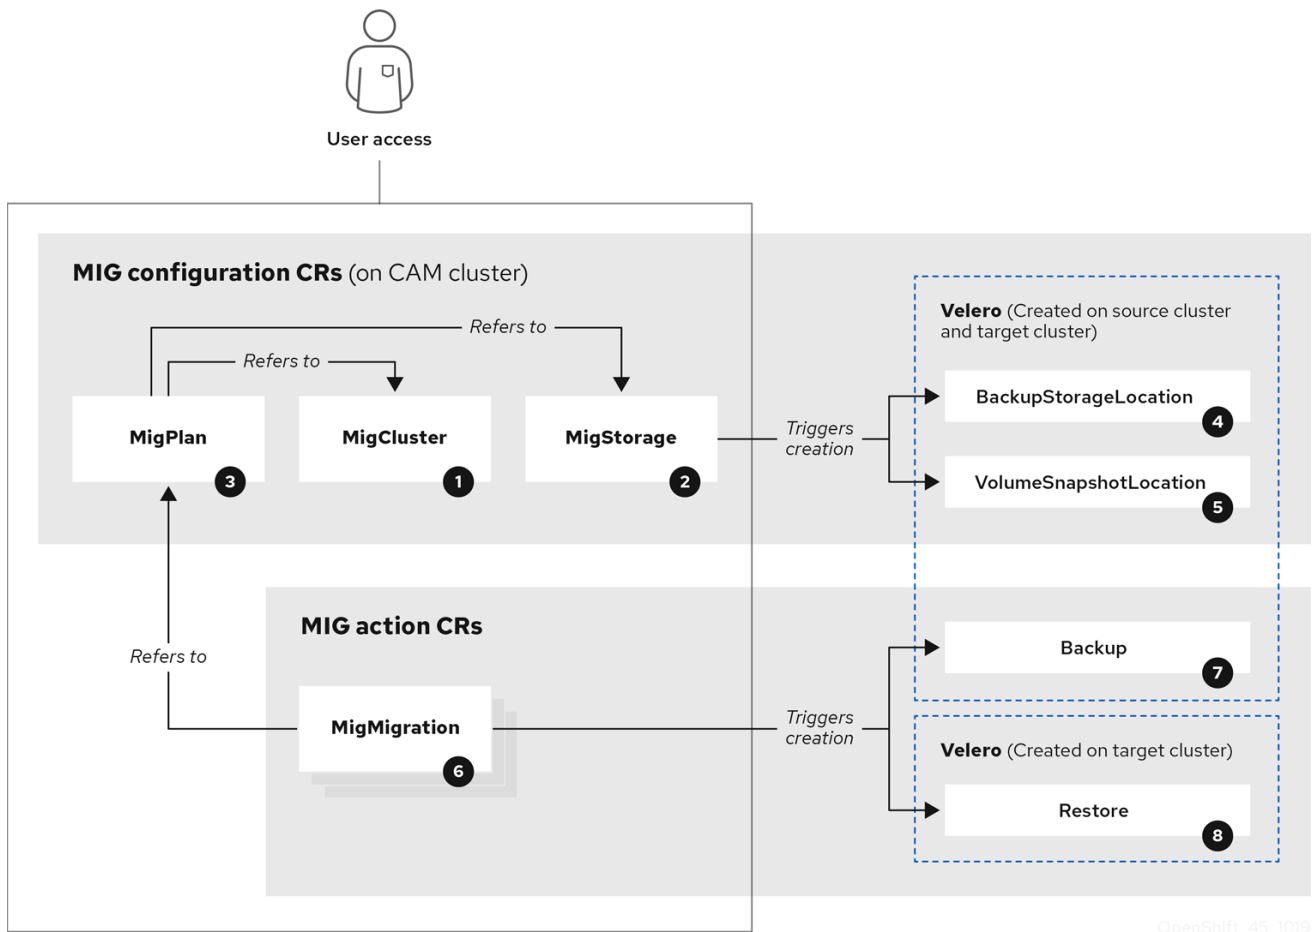 User access
MIG configuration CRs (on CAM cluster)
Refers to
Refers to
MigPlan
3
MigCluster
1
MigStorage
2
Triggers
creation
Velero (Created on source cluster
and target cluster)
BackupStorageLocation
4
VolumeSnapshotLocation
5
Refers to
MIG action CRs
MigMigration
6
Triggers
creation
Backup
7
Velero (Created on target cluster)
Restore
8
OpenShift_45_1019